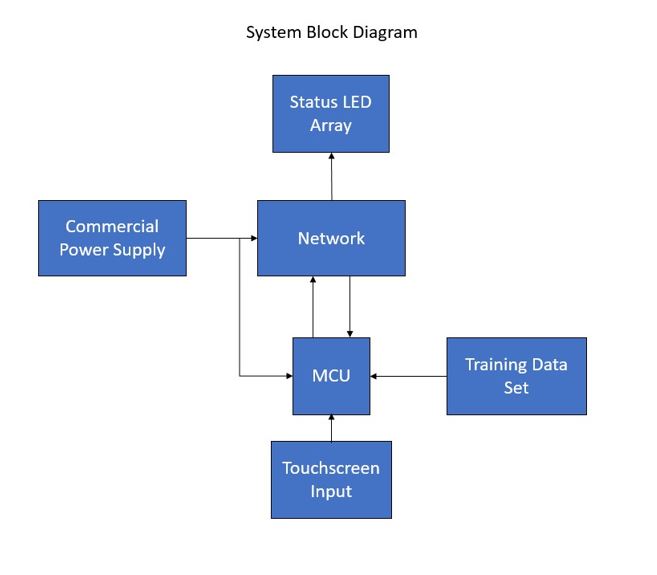 System Block Diagram
Status LED
Array
Commercial
Power Supply
Network
MCU
Training Data
Set
Touchscreen
Input